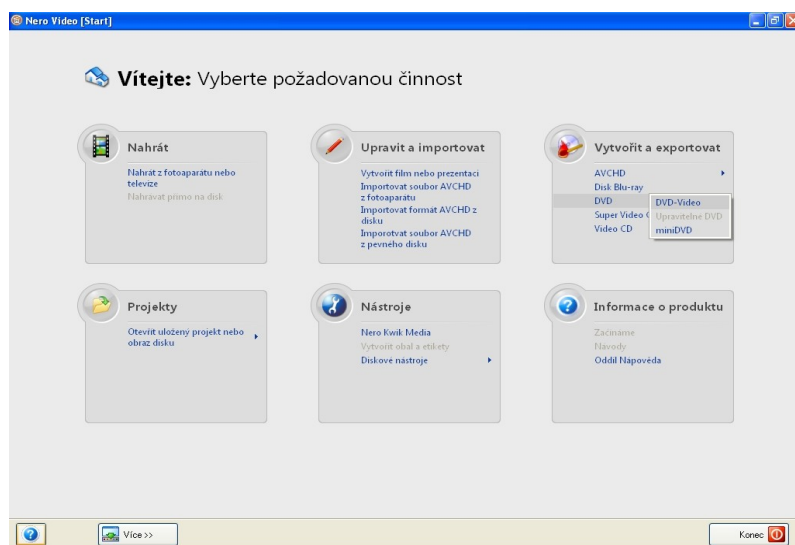 Nero Video [Start]
Vítejte: Vyberte požadovanou činnost
Nahrát
Nahrát z fotoaparátu nebo
televize
Nahrávat přímo na disk
Upravit a importovat
Vytvořit film nebo prezentaci
Importovat soubor AVCHD
z fotoaparátu
Importovat formát AVCHD z
disku
Imporotvat soubor AVCHD
z pevného disku
Vytvořit a exportovat
AVCHD
Disk Blu-ray
DVD
Super Video
Video CD
DVD-Video
Upravitelné DVD
miniDVD
Projekty
Otevřít uložený projekt nebo
obraz disku
Nástroje
Nero Kwik Media
Vytvořit obal a etikety
Diskové nástroje
Informace o produktu
Začínáme
Návody
Oddíl Nápověda
Více >>
Konec